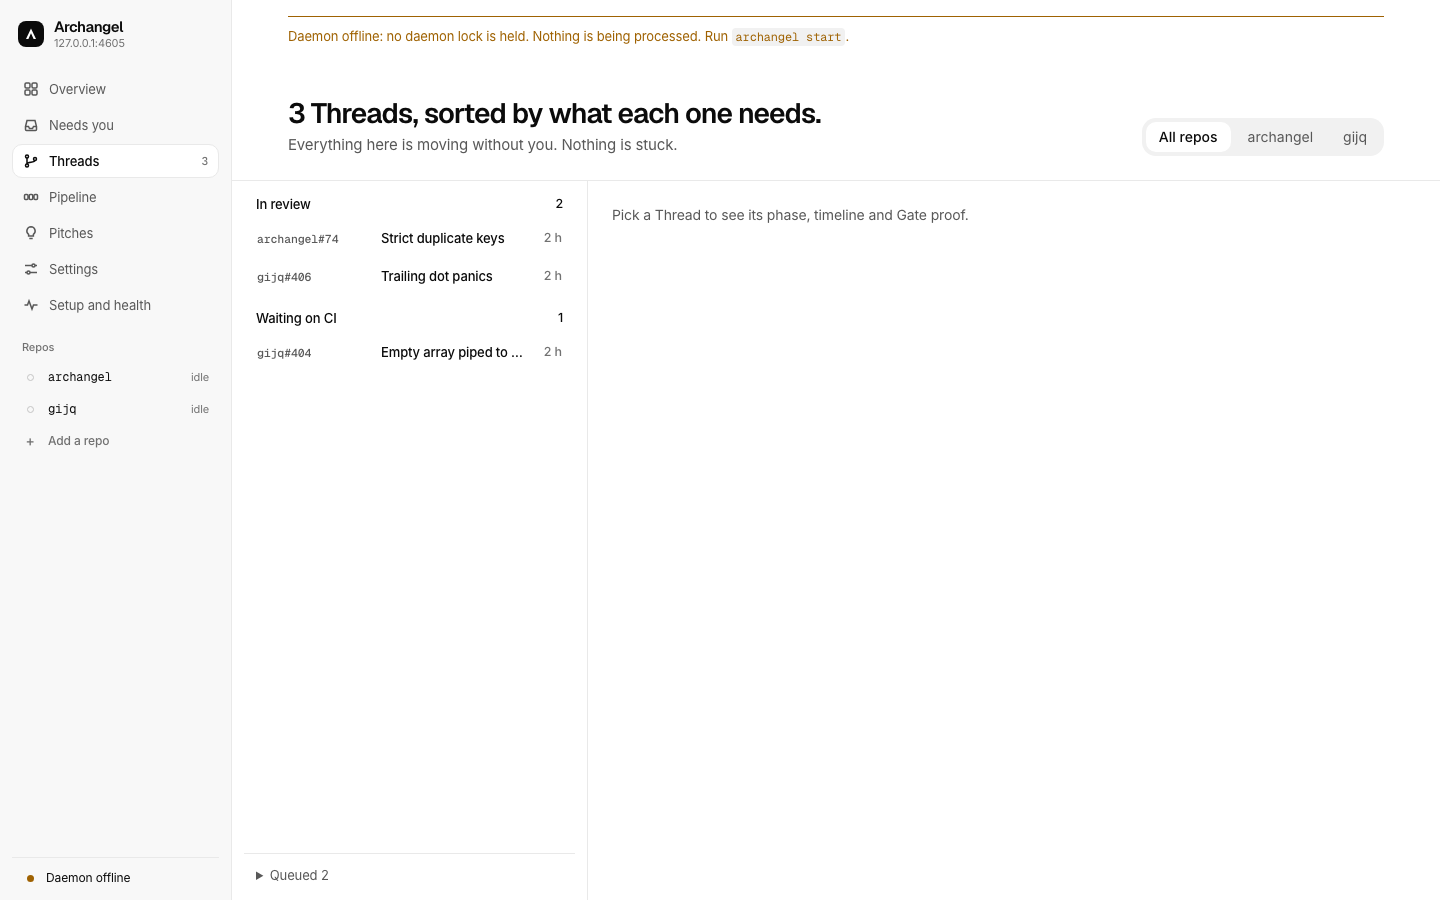 Archangel
127.0.0.1:4605
Overview
Needs you
Threads 3
Pipeline
Pitches
Settings
Setup and health
Repos
archangel idle
gijq idle
+ Add a repo
Daemon offline
Daemon offline: no daemon lock is held. Nothing is being processed. Run archangel start.
3 Threads, sorted by what each one needs.
Everything here is moving without you. Nothing is stuck.
All repos archangel gijq
In review 2
archangel#74 Strict duplicate keys 2 h
gijq#406 Trailing dot panics 2 h
Waiting on CI 1
gijq#404 Empty array piped to ... 2 h
Queued 2
Pick a Thread to see its phase, timeline and Gate proof.